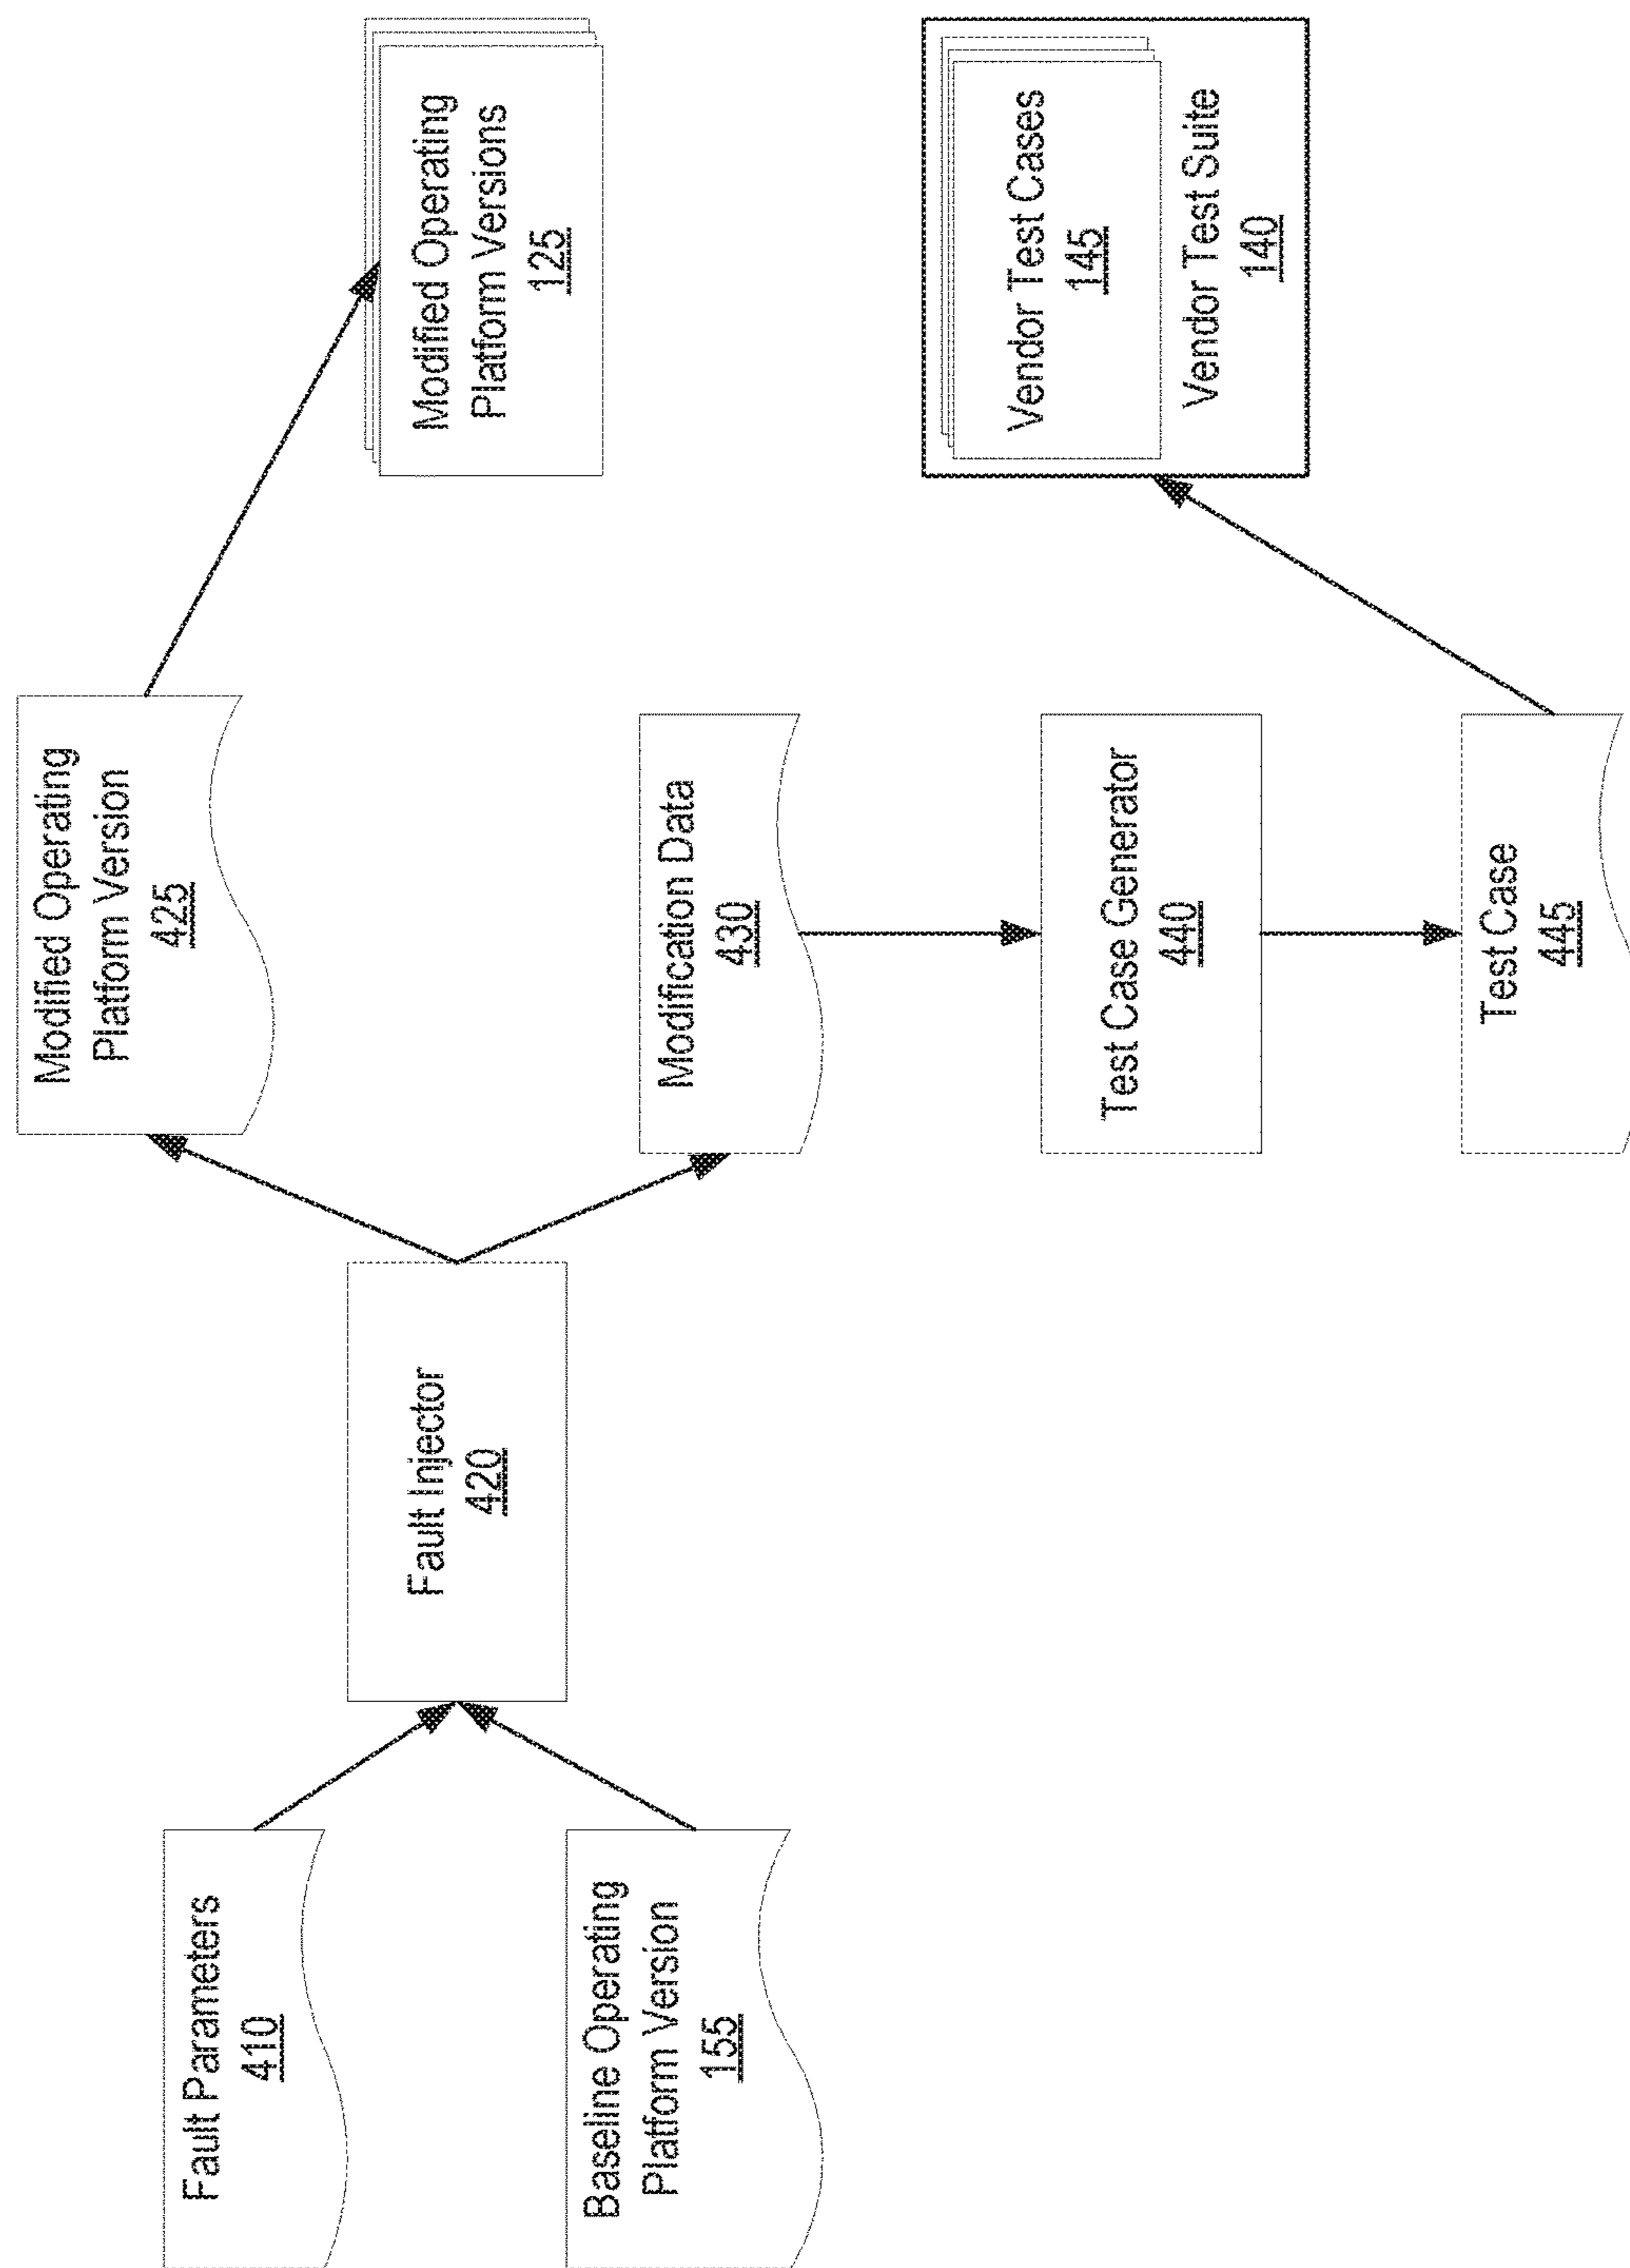 Fault Parameters
410
Baseline Operating
Platform Version
155
Fault Injector
420
Modified Operating
Platform Version
425
Modification Data
430
Test Case Generator
440
Test Case
445
Modified Operating
Platform Versions
125
Vendor Test Cases
145
Vendor Test Suite
140